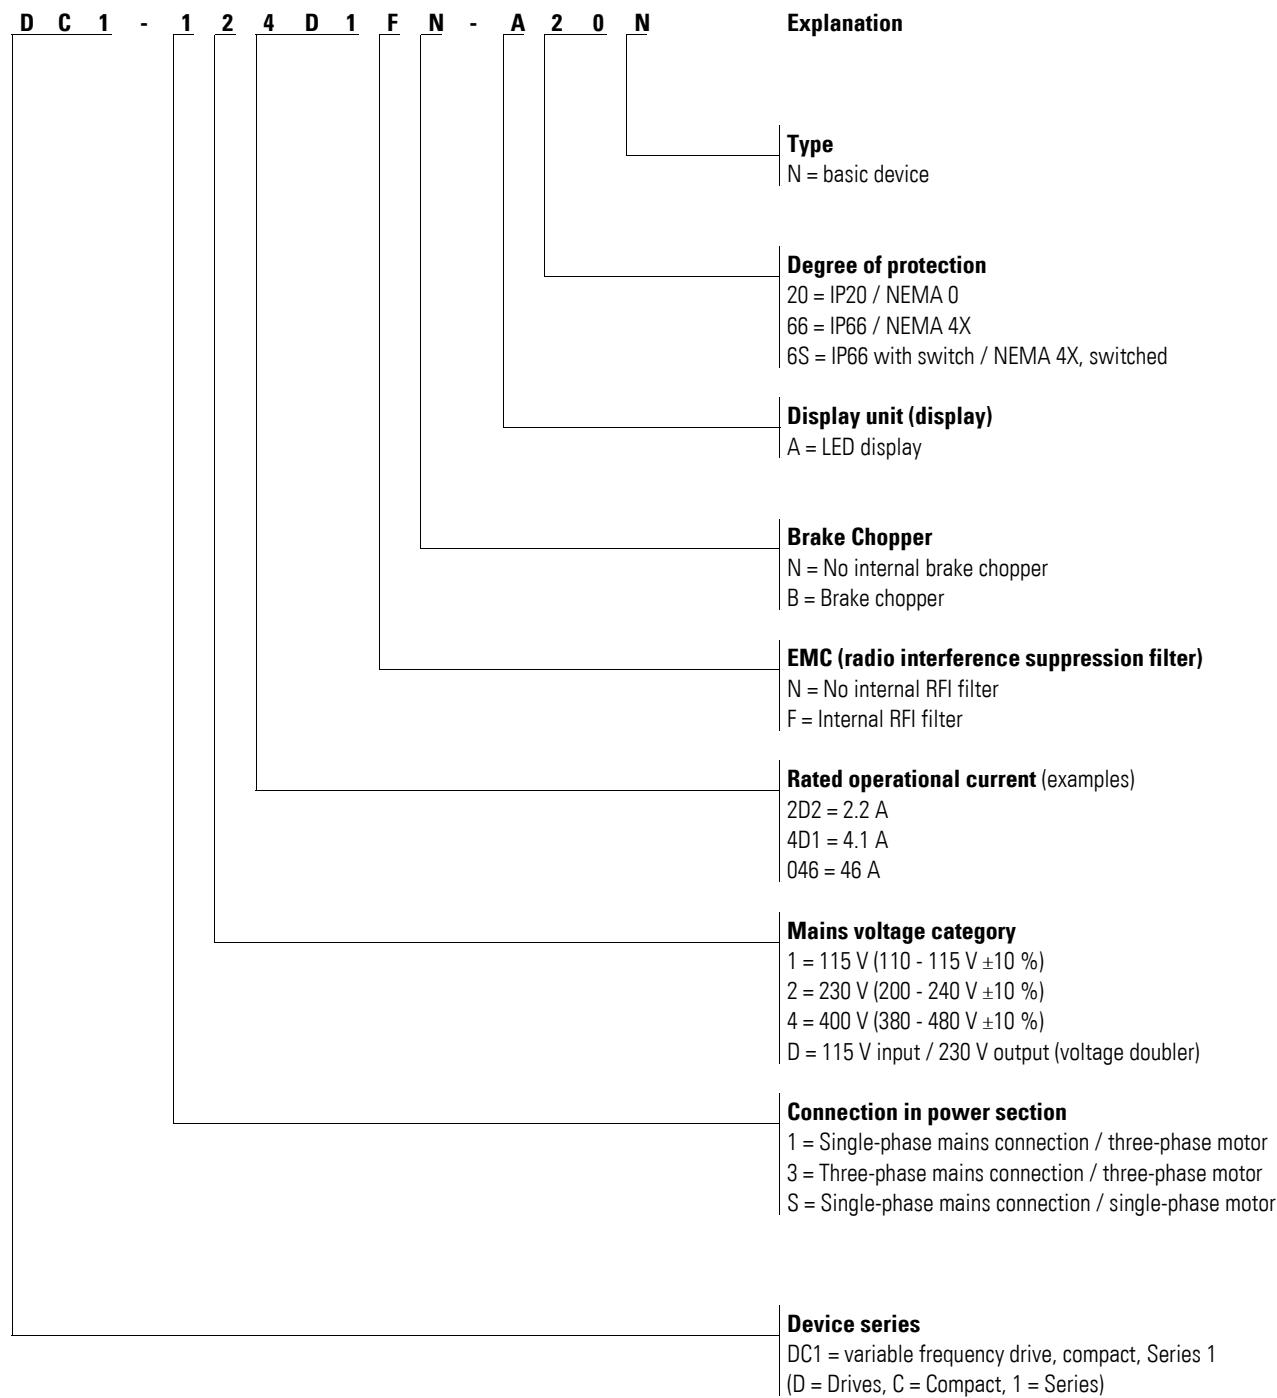 D C 1 - 1 2 4 D 1 F N - A 2 0 N Explanation
Type
N = basic device
Degree of protection
20 = IP20 / NEMA 0
66 = IP66 / NEMA 4X
6S = IP66 with switch / NEMA 4X, switched
Display unit (display)
A = LED display
Brake Chopper
N = No internal brake chopper
B = Brake chopper
EMC (radio interference suppression filter)
N = No internal RFI filter
F = Internal RFI filter
Rated operational current (examples)
2D2 = 2.2 A
4D1 = 4.1 A
046 = 46 A
Mains voltage category
1 = 115 V (110 - 115 V ±10 %)
2 = 230 V (200 - 240 V ±10 %)
4 = 400 V (380 - 480 V ±10 %)
D = 115 V input / 230 V output (voltage doubler)
Connection in power section
1 = Single-phase mains connection / three-phase motor
3 = Three-phase mains connection / three-phase motor
S = Single-phase mains connection / single-phase motor
Device series
DC1 = variable frequency drive, compact, Series 1
(D = Drives, C = Compact, 1 = Series)